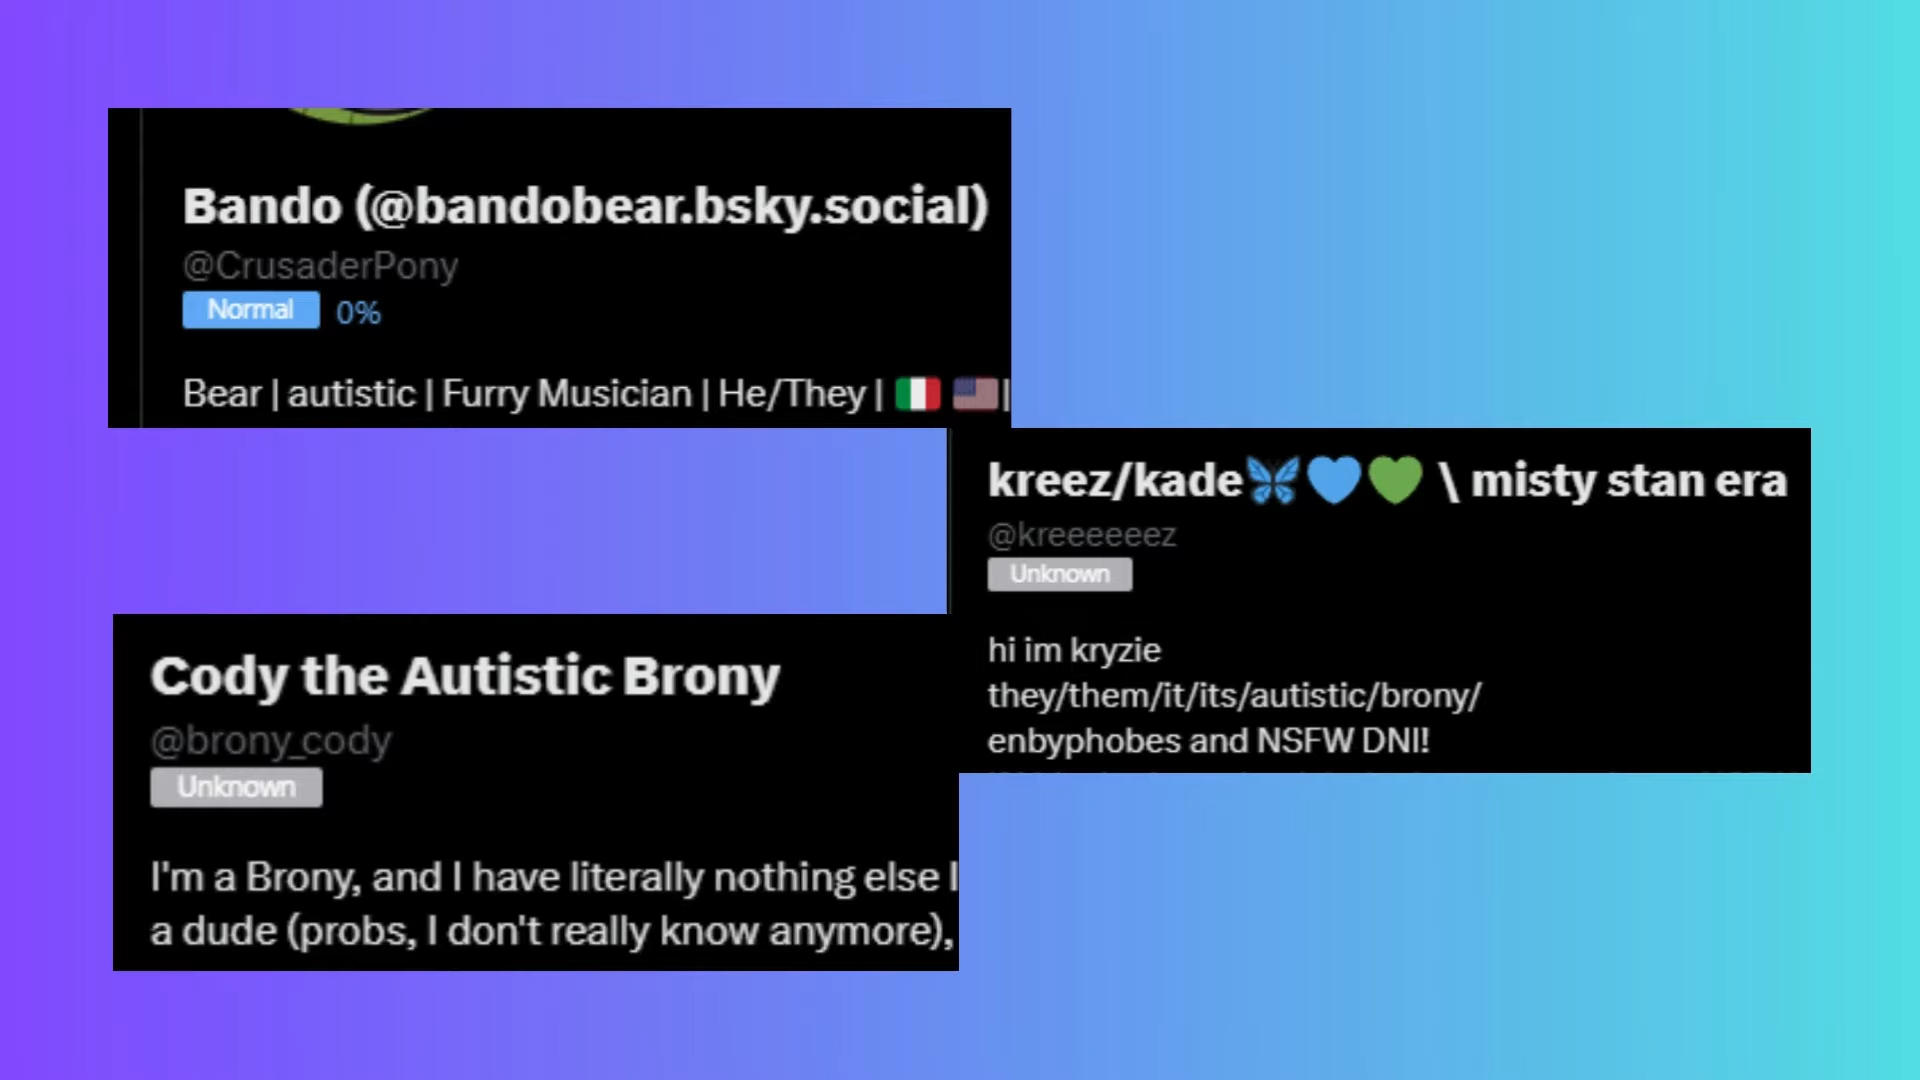 Bando (@bandobear.bsky.social)
@CrusaderPony
Normal 0%
Bear | autistic | Furry Musician | He/They | 🇮🇹 🇺🇸 |
kreez/kade🦋💙💚 \ misty stan era
@kreeeeeez
Unknown
hi im kryzie
they/them/it/its/autistic/brony/
enbyphobes and NSFW DNI!
Cody the Autistic Brony
@brony_cody
Unknown
I'm a Brony, and I have literally nothing else I
a dude (probs, I don't really know anymore),